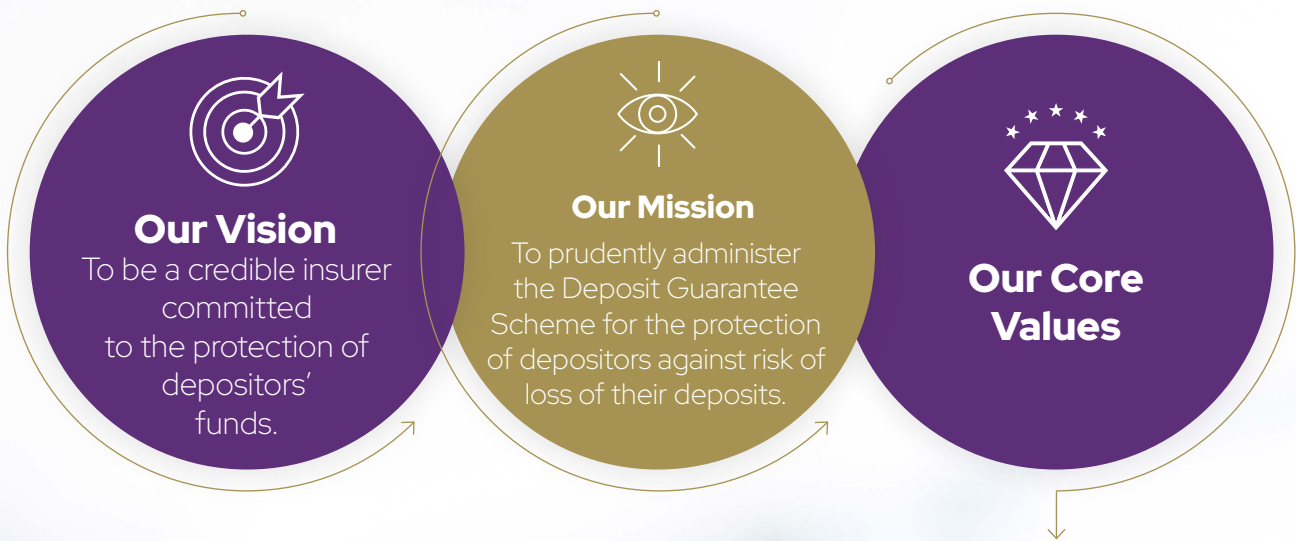 Our Vision
To be a credible insurer
committed
to the protection of
depositors’
funds.
Our Mission
To prudently administer
the Deposit Guarantee
Scheme for the protection
of depositors against risk of
loss of their deposits.
Our Core
Values